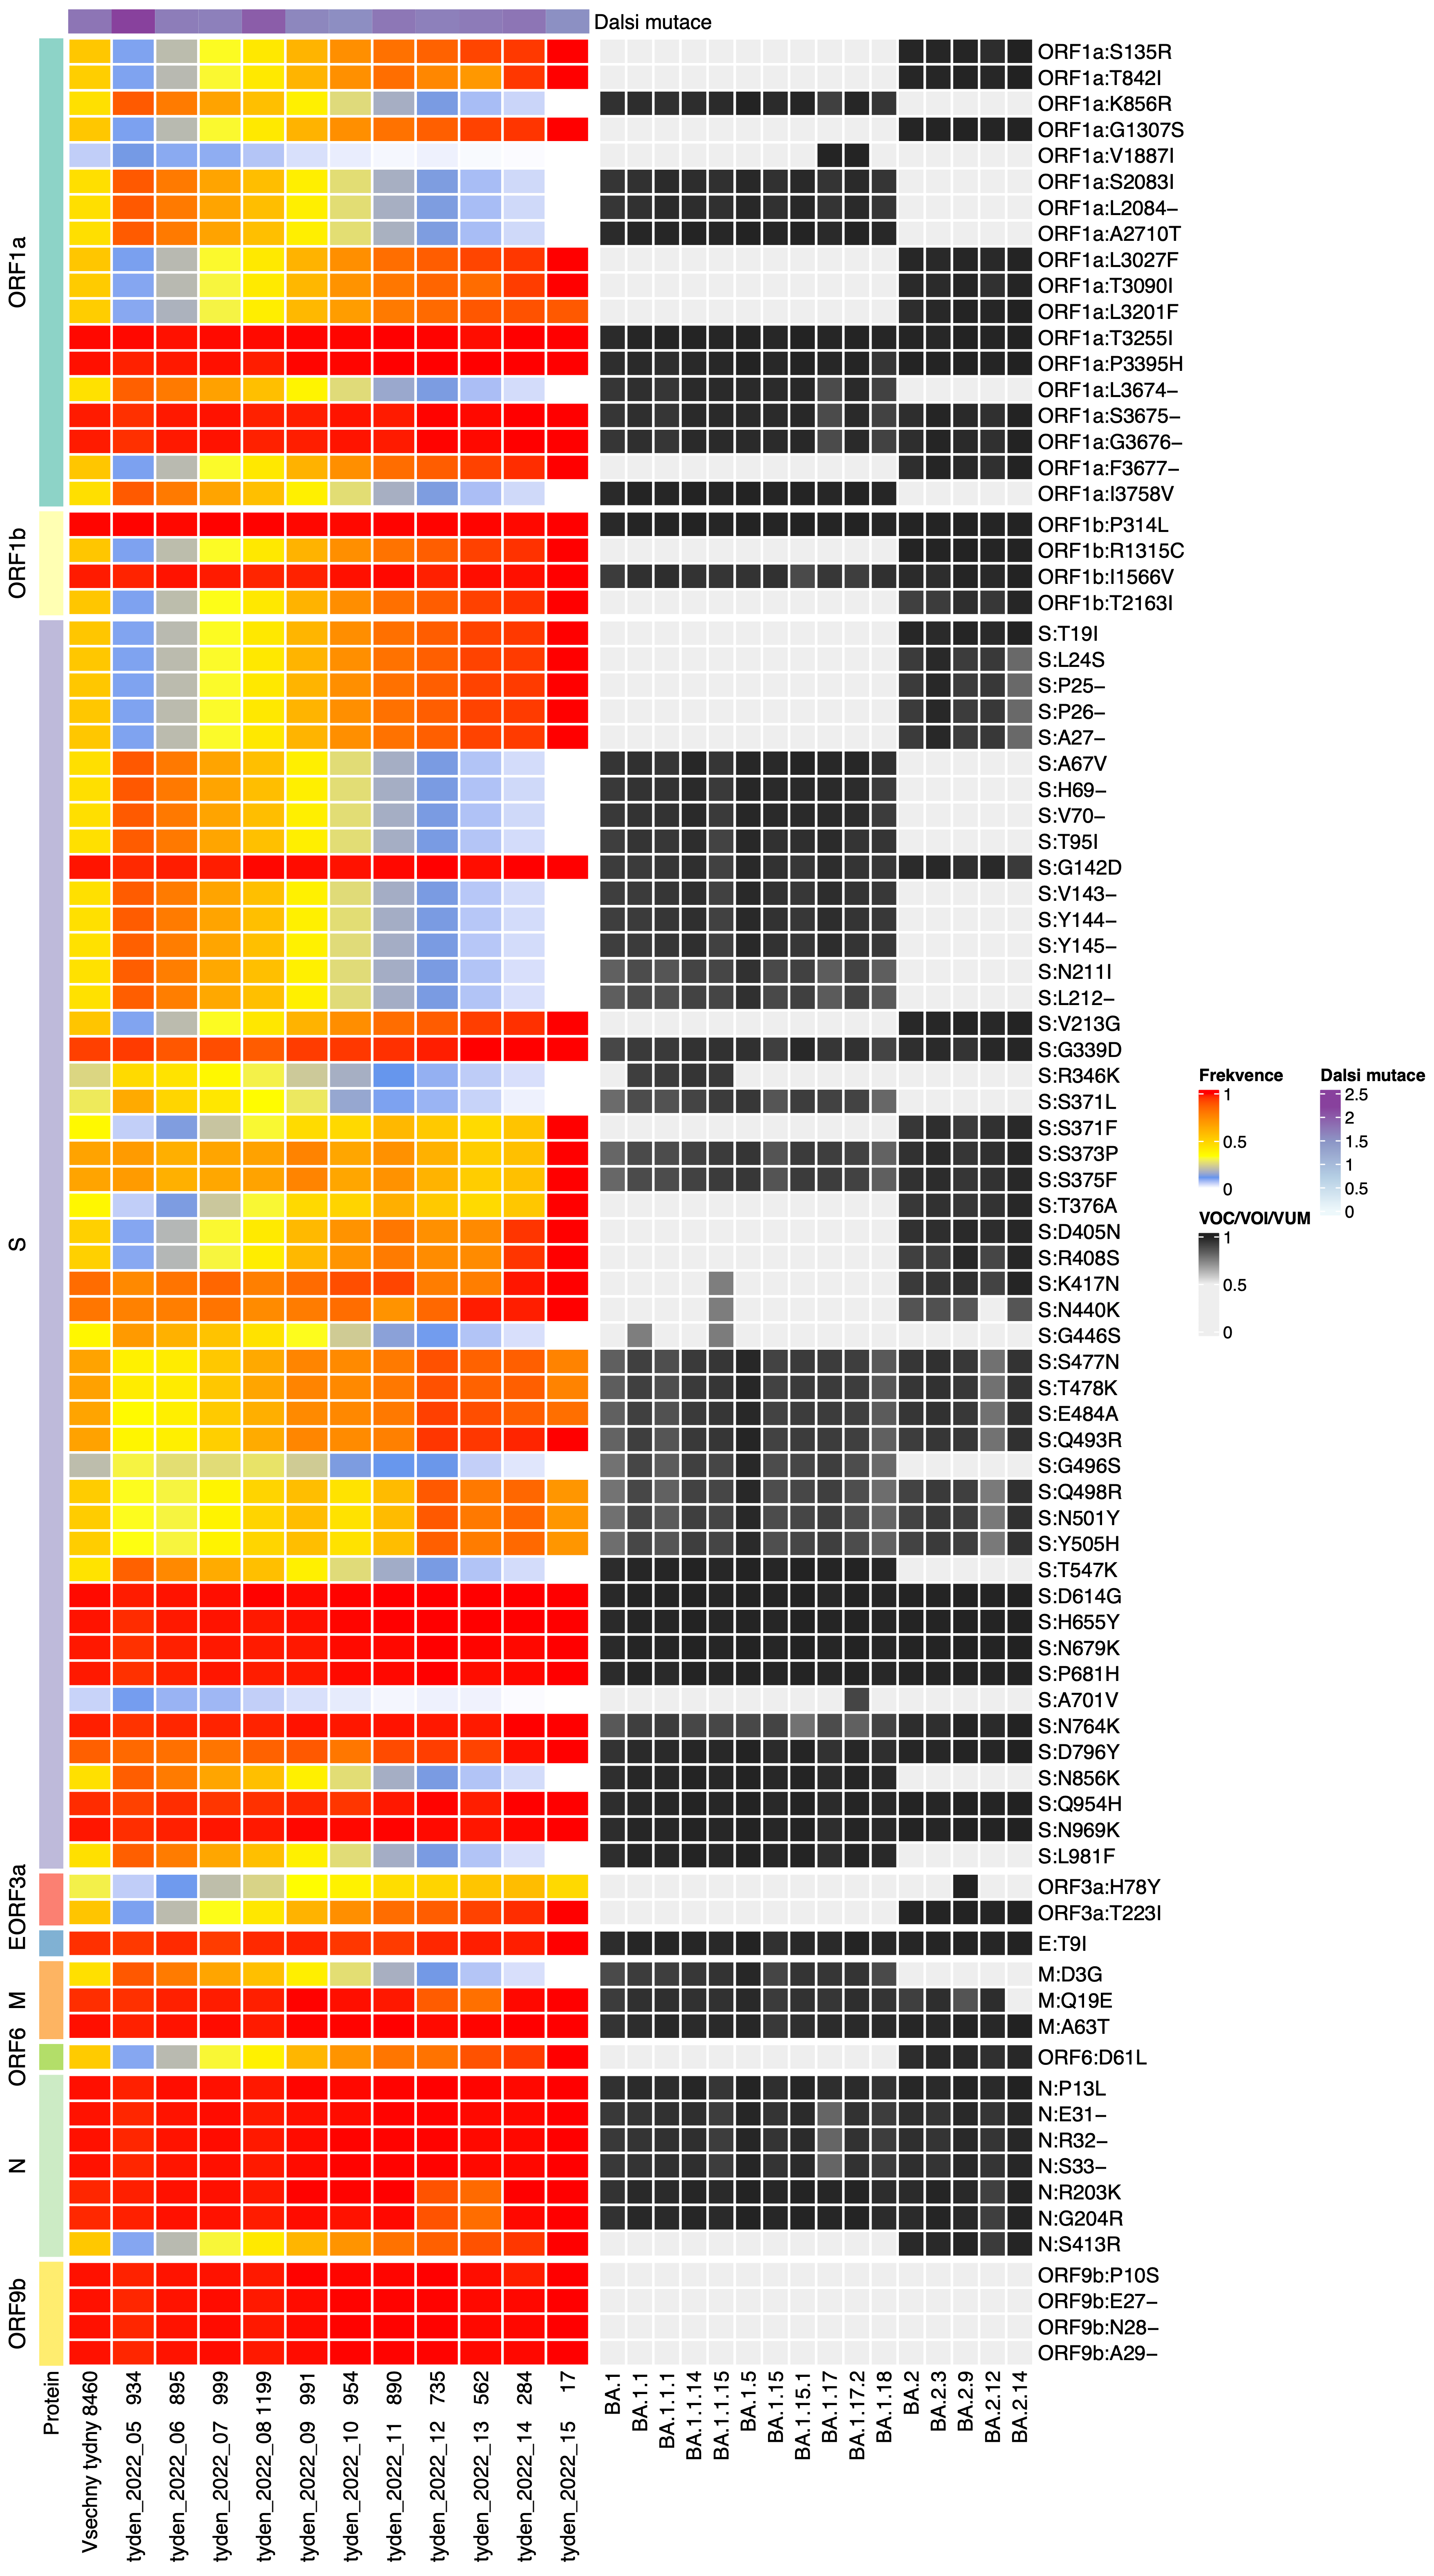 Dalsi mutace
ORF1a
ORF1a:S135R
ORF1a:T842I
ORF1a:K856R
ORF1a:G1307S
ORF1a:V1887I
ORF1a:S2083I
ORF1a:L2084−
ORF1a:A2710T
ORF1a:L3027F
ORF1a:T3090I
ORF1a:L3201F
ORF1a:T3255I
ORF1a:P3395H
ORF1a:L3674−
ORF1a:S3675−
ORF1a:G3676−
ORF1a:F3677−
ORF1a:I3758V
ORF1b
ORF1b:P314L
ORF1b:R1315C
ORF1b:I1566V
ORF1b:T2163I
S
S:T19I
S:L24S
S:P25−
S:P26−
S:A27−
S:A67V
S:H69−
S:V70−
S:T95I
S:G142D
S:V143−
S:Y144−
S:Y145−
S:N211I
S:L212−
S:V213G
S:G339D
S:R346K
S:S371L
S:S371F
S:S373P
S:S375F
S:T376A
S:D405N
S:R408S
S:K417N
S:N440K
S:G446S
S:S477N
S:T478K
S:E484A
S:Q493R
S:G496S
S:Q498R
S:N501Y
S:Y505H
S:T547K
S:D614G
S:H655Y
S:N679K
S:P681H
S:A701V
S:N764K
S:D796Y
S:N856K
S:Q954H
S:N969K
S:L981F
ORF3a
ORF3a:H78Y
ORF3a:T223I
E
E:T9I
M
M:D3G
M:Q19E
M:A63T
ORF6
ORF6:D61L
N
N:P13L
N:E31−
N:R32−
N:S33−
N:R203K
N:G204R
N:S413R
ORF9b
ORF9b:P10S
ORF9b:E27−
ORF9b:N28−
ORF9b:A29−
Protein
Vsechny tydny 8460
tyden_2022_05 934
tyden_2022_06 895
tyden_2022_07 999
tyden_2022_08 1199
tyden_2022_09 991
tyden_2022_10 954
tyden_2022_11 890
tyden_2022_12 735
tyden_2022_13 562
tyden_2022_14 284
tyden_2022_15 17
BA.1
BA.1.1
BA.1.1.1
BA.1.1.14
BA.1.1.15
BA.1.5
BA.1.15
BA.1.15.1
BA.1.17
BA.1.17.2
BA.1.18
BA.2
BA.2.3
BA.2.9
BA.2.12
BA.2.14
Frekvence
1
0.5
0
VOC/VOI/VUM
1
0.5
0
Dalsi mutace
2.5
2
1.5
1
0.5
0